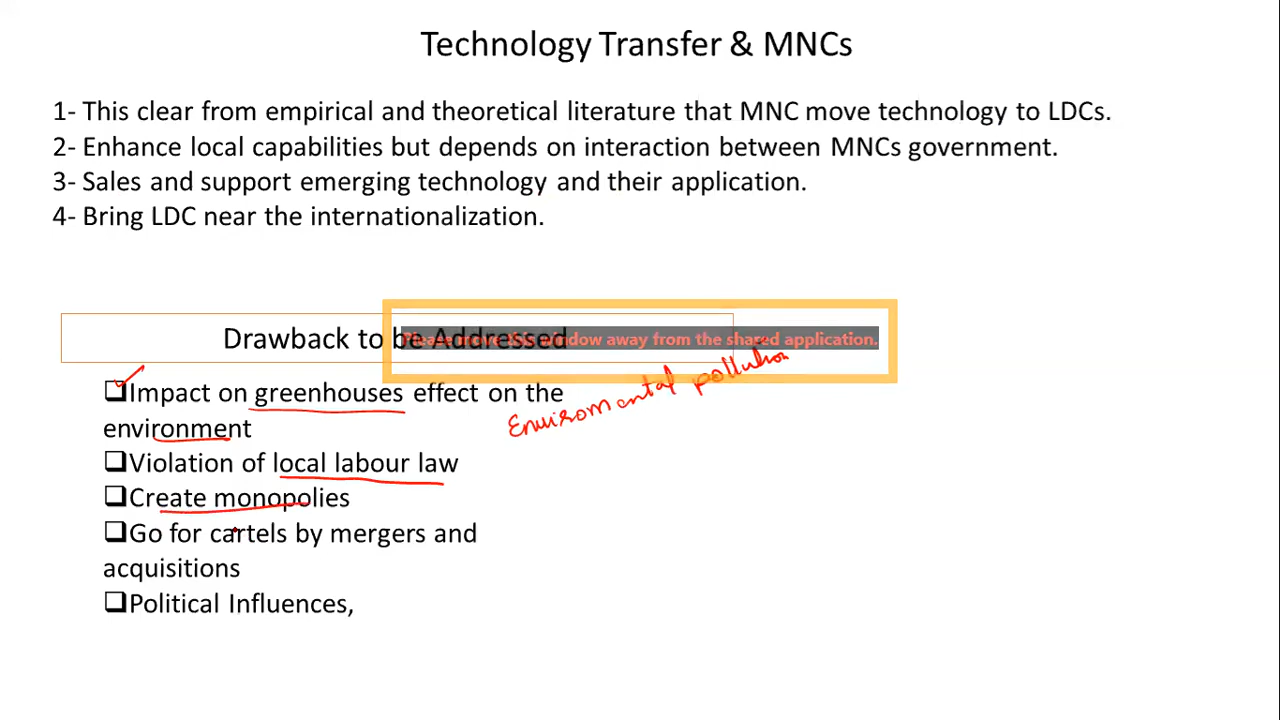 Technology Transfer & MNCs
1- This clear from empirical and theoretical literature that MNC move technology to LDCs.
2- Enhance local capabilities but depends on interaction between MNCs government.
3- Sales and support emerging technology and their application.
4- Bring LDC near the internationalization.
Drawback to be Addressed
Please move this window away from the shared application.
Impact on greenhouses effect on the
environment
Enviromental pollution
Violation of local labour law
Create monopolies
Go for cartels by mergers and
acquisitions
Political Influences,